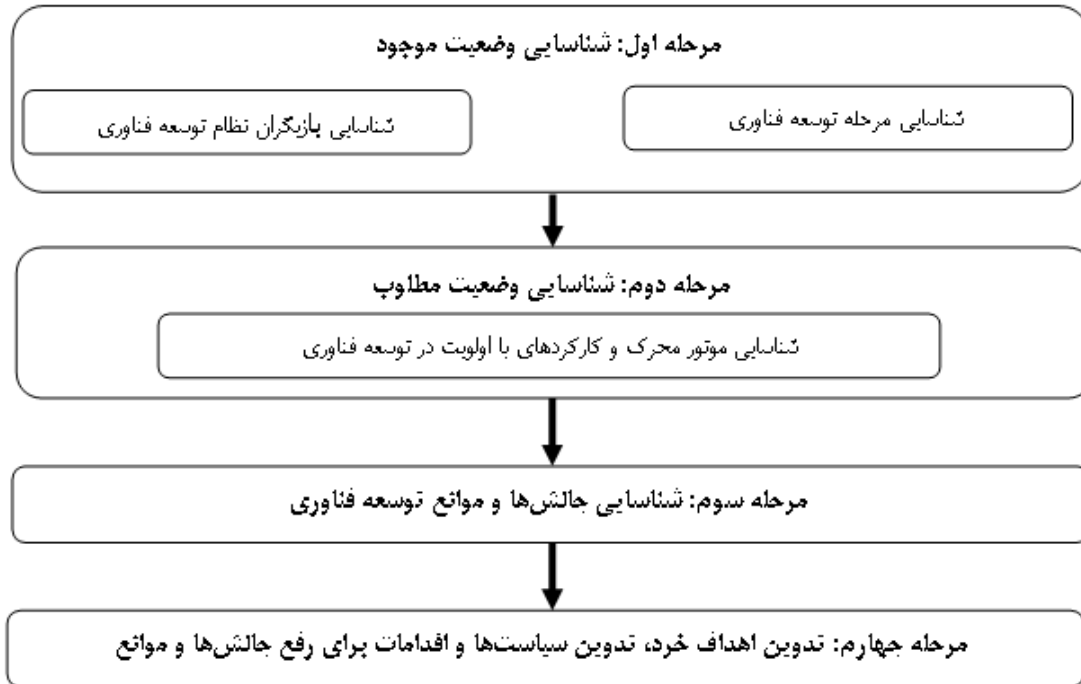 مرحله اول: شناسایی وضعیت موجود
شناسایی مرحله توسعه فناوری
شناسایی بازیگران نظام توسعه فناوری
مرحله دوم: شناسایی وضعیت مطلوب
شناسایی موتور محرک و کارکردهای با اولویت در توسعه فناوری
مرحله سوم: شناسایی چالش‌ها و موانع توسعه فناوری
مرحله چهارم: تدوین اهداف خرد، تدوین سیاست‌ها و اقدامات برای رفع چالش‌ها و موانع